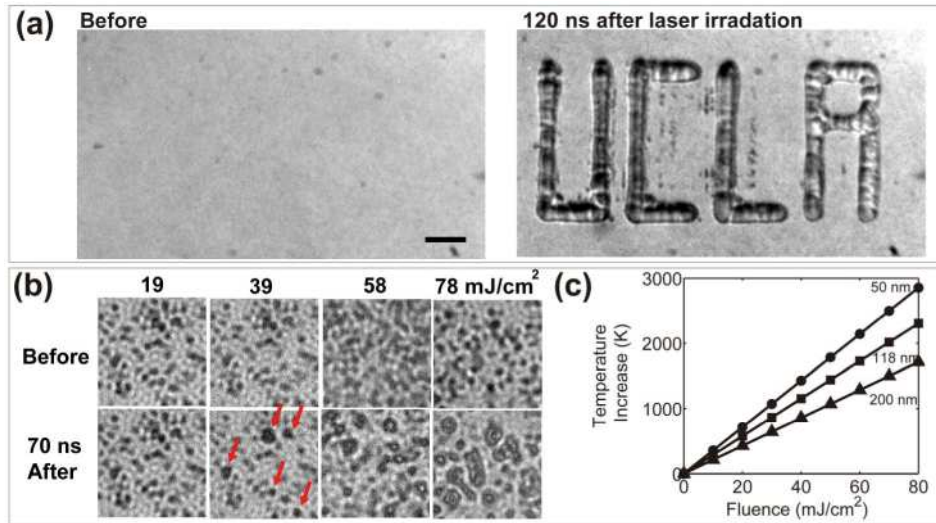 (a)
Before
120 ns after laser irradiation
UCLA
(b)
19 39 58 78 mJ/cm²
Before
70 ns
After
(c)
Temperature
Increase (K)
3000
2000
1000
0
50 nm
118 nm
200 nm
0 20 40 60 80
Fluence (mJ/cm²)